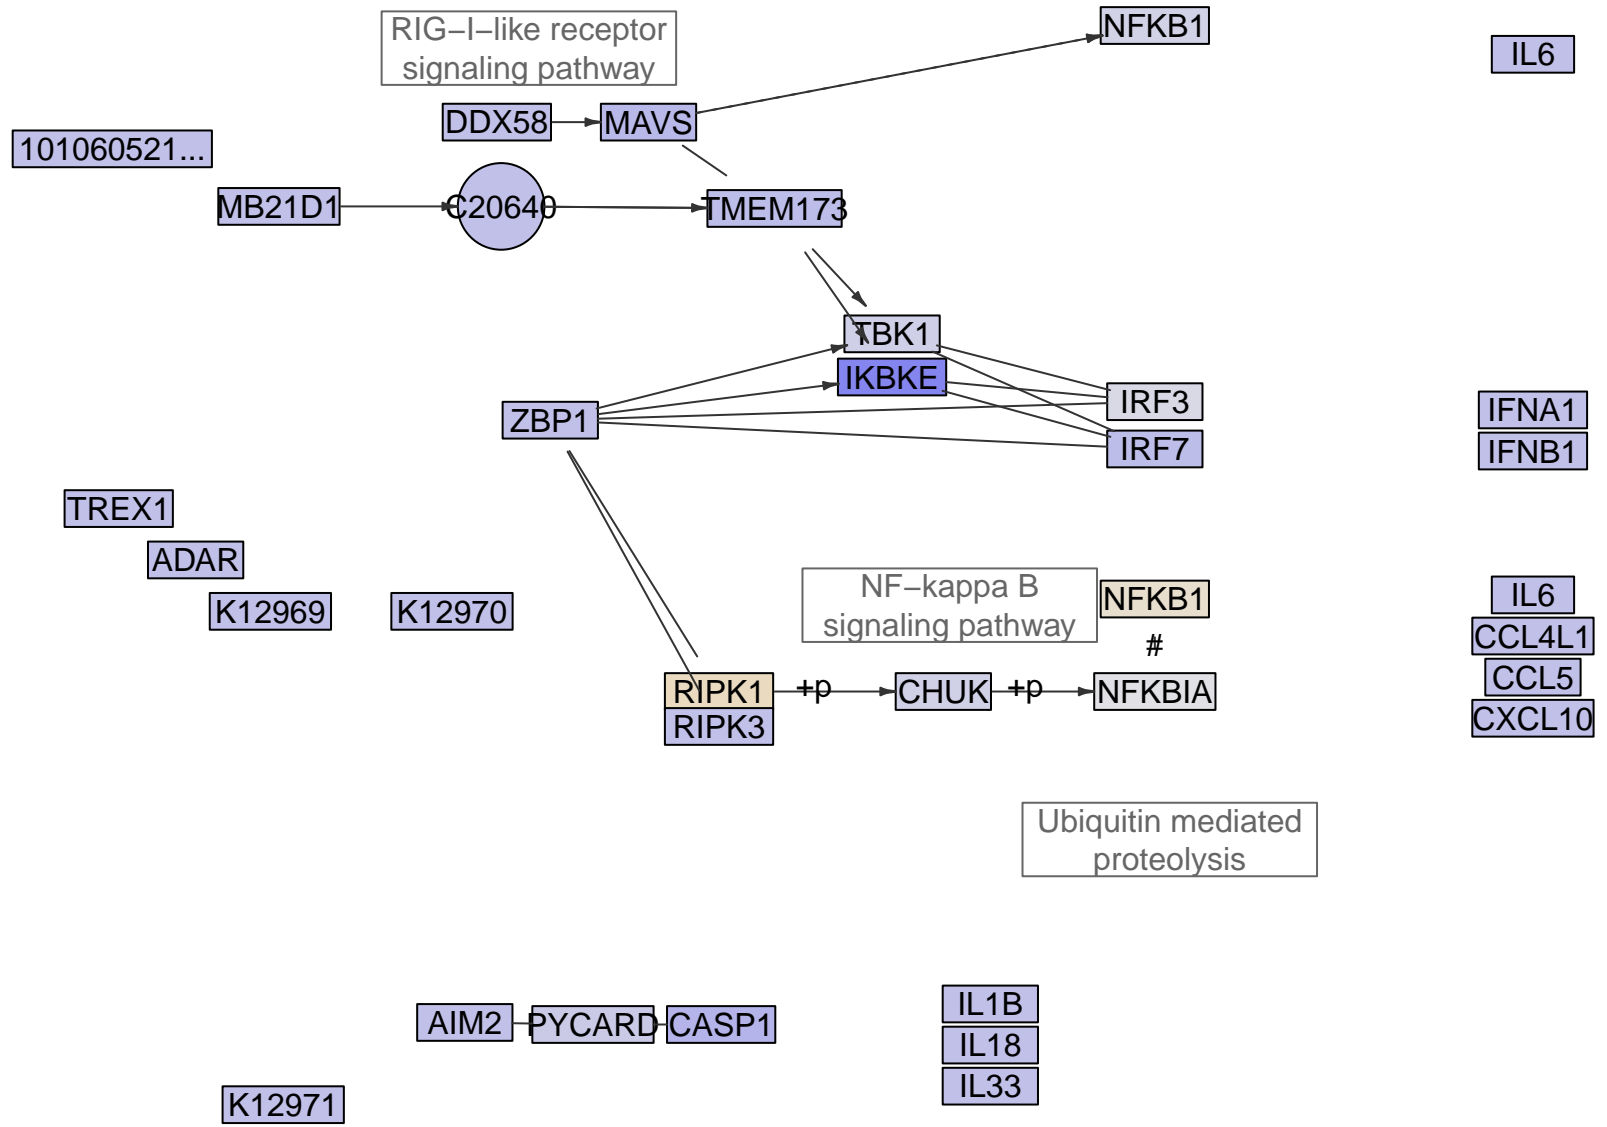 RIG−I−like receptor
signaling pathway
NFKB1
IL6
DDX58
MAVS
101060521...
MB21D1
C20640
TMEM173
TBK1
IKBKE
ZBP1
IRF3
IRF7
IFNA1
IFNB1
TREX1
ADAR
K12969
K12970
NF−kappa B
signaling pathway
NFKB1
#
IL6
CCL4L1
CCL5
CXCL10
RIPK1
+p
CHUK
+p
NFKBIA
RIPK3
Ubiquitin mediated
proteolysis
AIM2
PYCARD
CASP1
IL1B
IL18
IL33
K12971